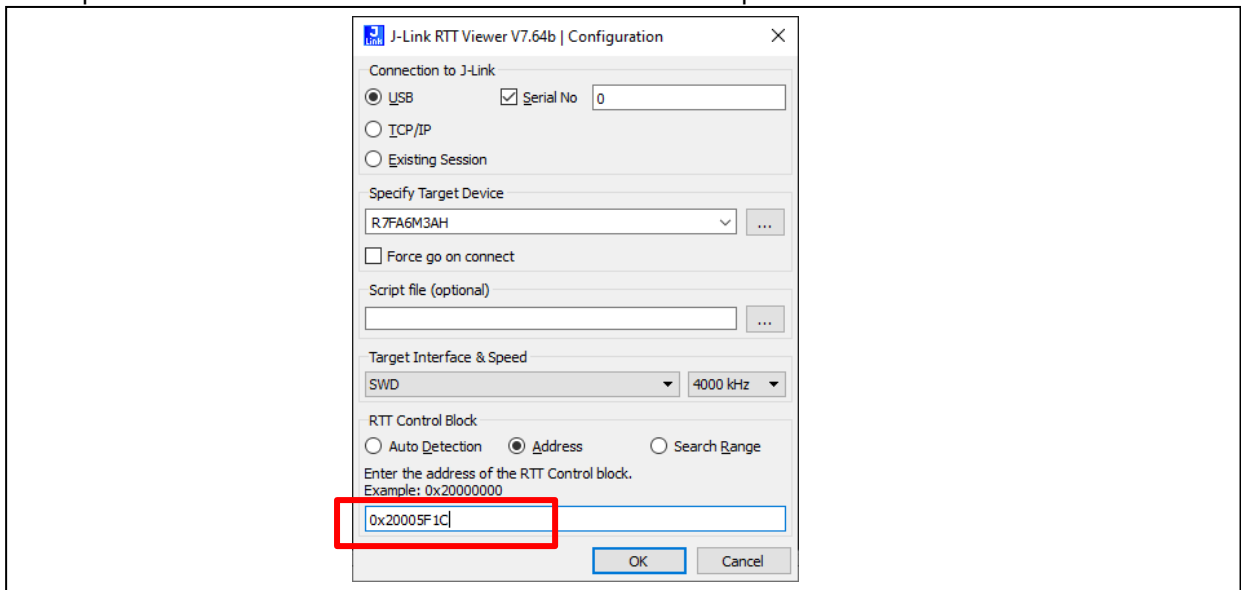 J-Link RTT Viewer V7.64b | Configuration
Connection to J-Link
USB Serial No 0
TCP/IP
Existing Session
Specify Target Device
R7FA6M3AH ...
Force go on connect
Script file (optional)
...
Target Interface & Speed
SWD 4000 kHz
RTT Control Block
Auto Detection Address Search Range
Enter the address of the RTT Control block.
Example: 0x20000000
0x20005F1C
OK Cancel